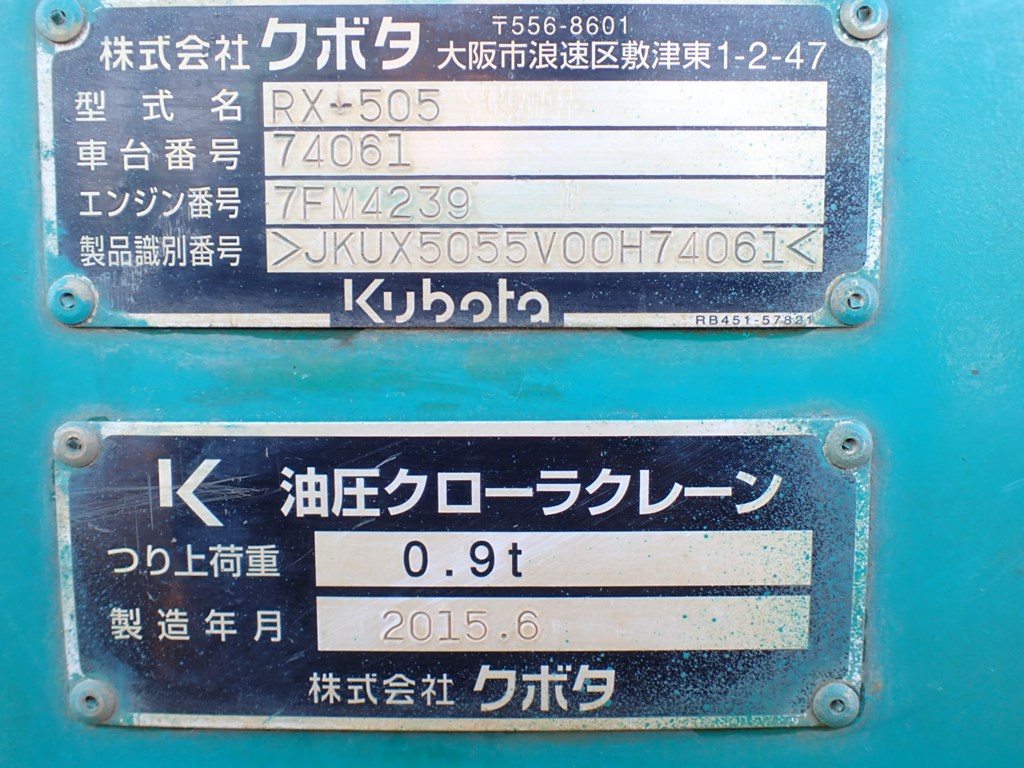 株式会社 クボタ 〒556-8601 大阪市浪速区敷津東1-2-47
型式名 RX-505
車台番号 74061
エンジン番号 7FM4239
製品識別番号 >JKUX5055V00H74061<
Kubota
RB451-57821
K 油圧クローラクレーン
つり上荷重 0.9t
製造年月 2015.6
株式会社 クボタ